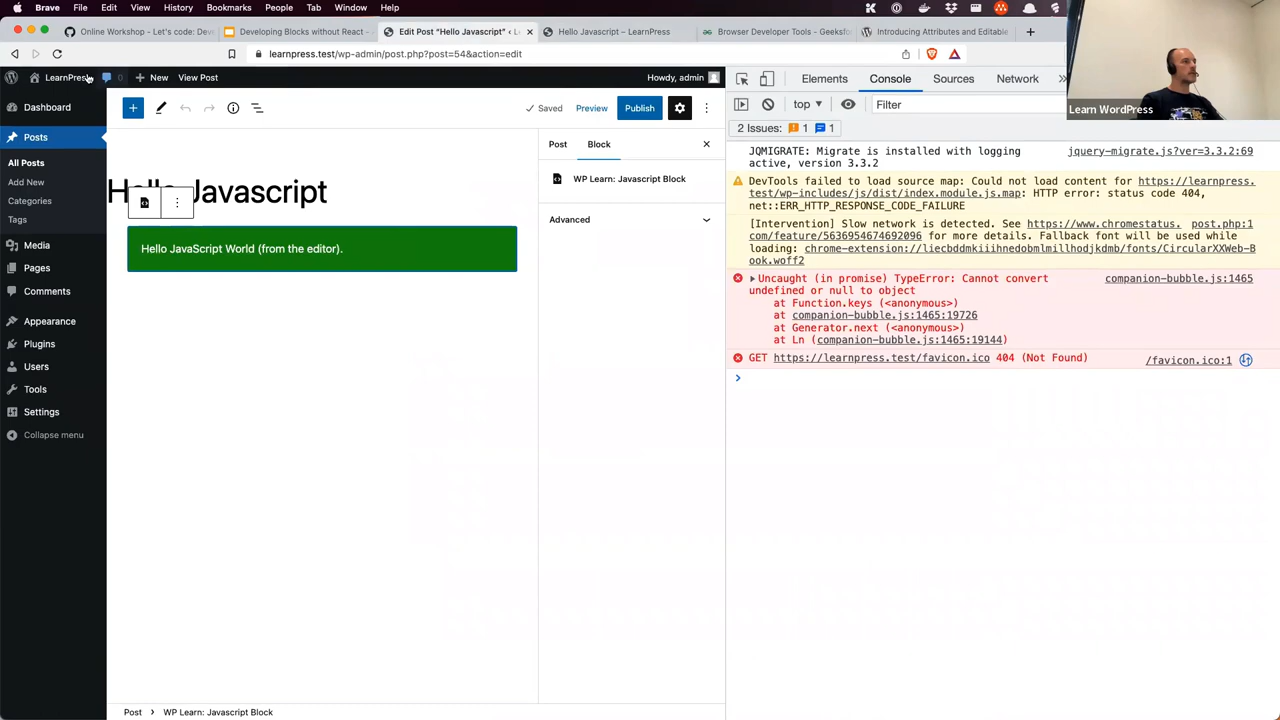 Brave File Edit View History Bookmarks People Tab Window Help
Online Workshop - Let's code: Dev
Developing Blocks without React -
Edit Post "Hello Javascript" ‹ L
Hello Javascript – LearnPress
Browser Developer Tools - Geeksf
Introducing Attributes and Editable
learnpress.test/wp-admin/post.php?post=54&action=edit
LearnPress 0 New View Post Howdy, admin
Elements Console Sources Network
Learn WordPress
Dashboard
Saved Preview Publish
top Filter
2 Issues: 1 1
Posts
Post Block
All Posts
Add New
Categories
Tags
Media
Pages
Comments
Appearance
Plugins
Users
Tools
Settings
Collapse menu
Hello Javascript
Hello JavaScript World (from the editor).
WP Learn: Javascript Block
Advanced
JQMIGRATE: Migrate is installed with logging jquery-migrate.js?ver=3.3.2:69
active, version 3.3.2
DevTools failed to load source map: Could not load content for https://learnpress.
test/wp-includes/js/dist/index.module.js.map: HTTP error: status code 404,
net::ERR_HTTP_RESPONSE_CODE_FAILURE
[Intervention] Slow network is detected. See https://www.chromestatus. post.php:1
com/feature/5636954674692096 for more details. Fallback font will be used while
loading: chrome-extension://liecbddmkiiihnedobmlmillhodjkdmb/fonts/CircularXXWeb-B
ook.woff2
Uncaught (in promise) TypeError: Cannot convert companion-bubble.js:1465
undefined or null to object
at Function.keys (<anonymous>)
at companion-bubble.js:1465:19726
at Generator.next (<anonymous>)
at Ln (companion-bubble.js:1465:19144)
GET https://learnpress.test/favicon.ico 404 (Not Found) /favicon.ico:1
Post › WP Learn: Javascript Block